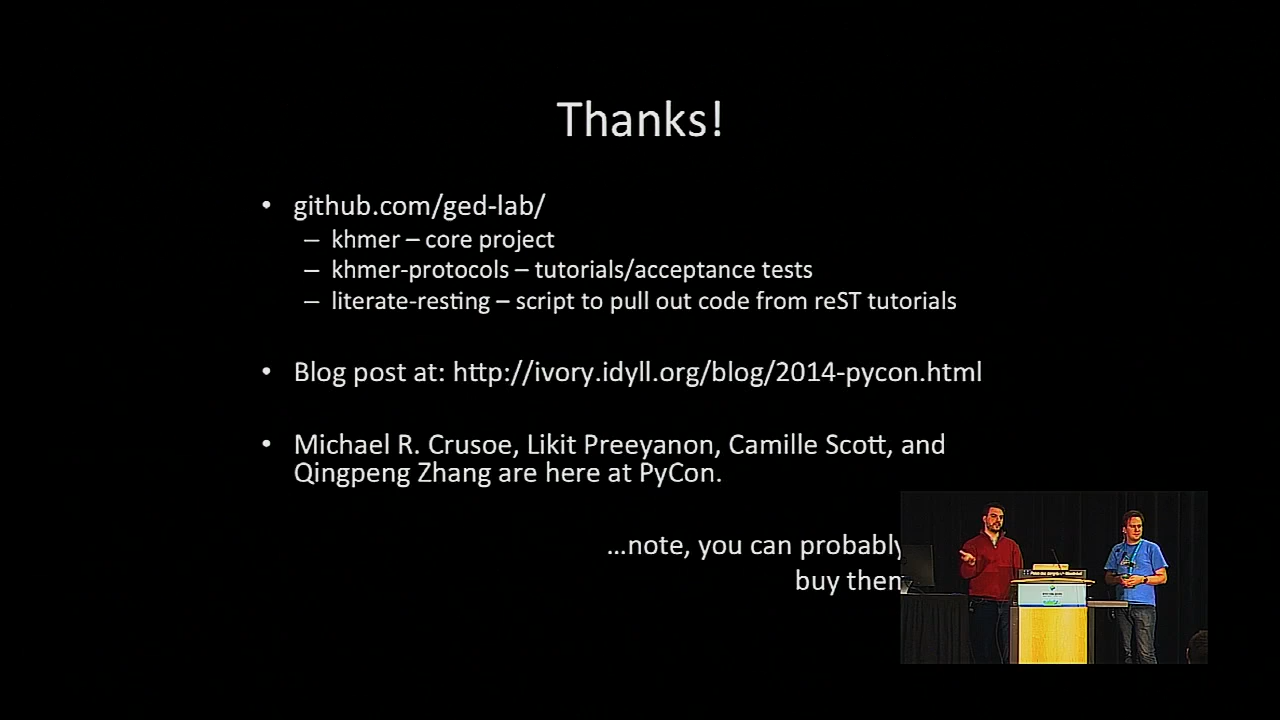 Thanks!
• github.com/ged-lab/
– khmer – core project
– khmer-protocols – tutorials/acceptance tests
– literate-resting – script to pull out code from reST tutorials
• Blog post at: http://ivory.idyll.org/blog/2014-pycon.html
• Michael R. Crusoe, Likit Preeyanon, Camille Scott, and
Qingpeng Zhang are here at PyCon.
…note, you can probably
buy